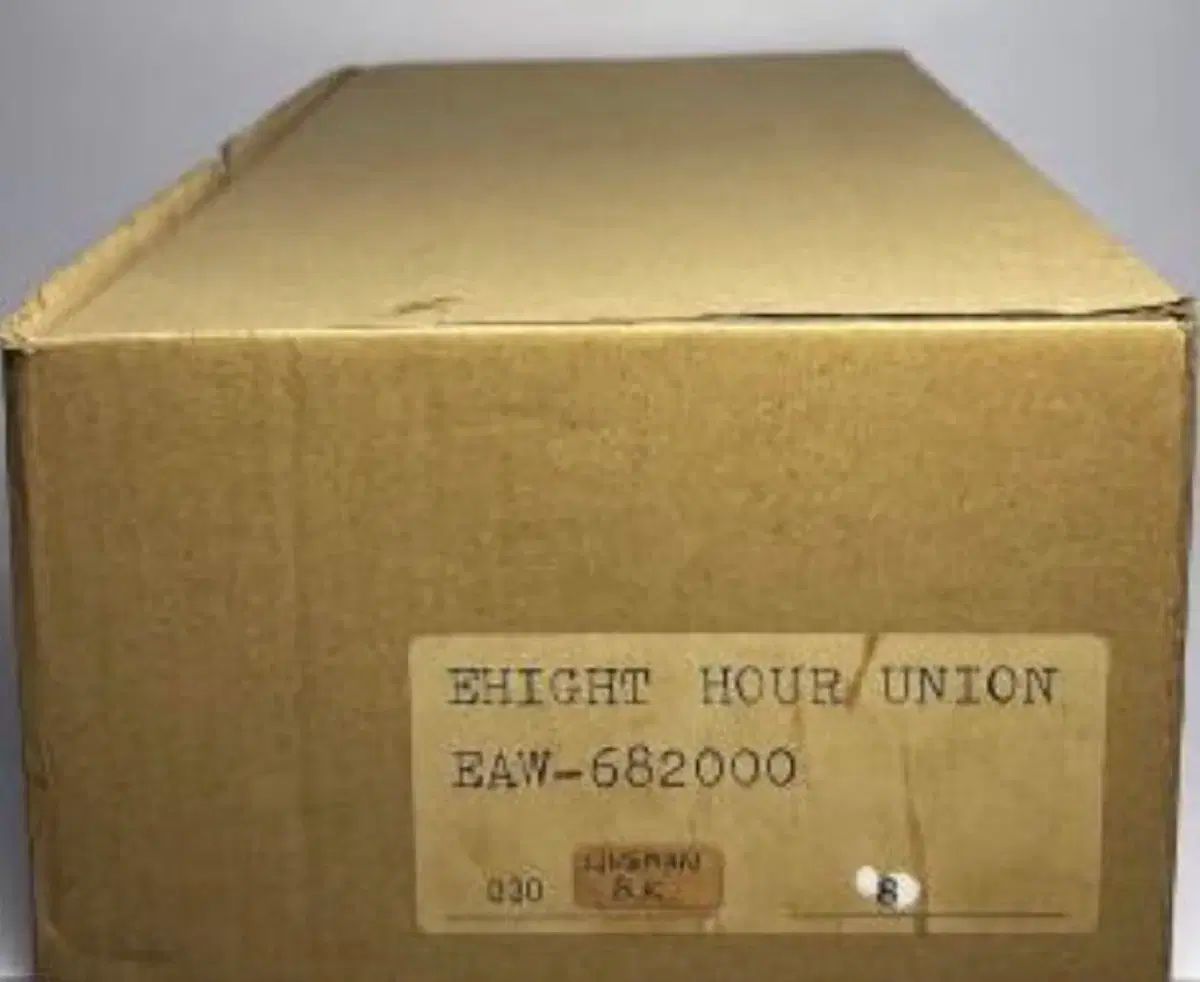 EHIGHT HOUR UNION
EAW-682000
030 B.K. 8